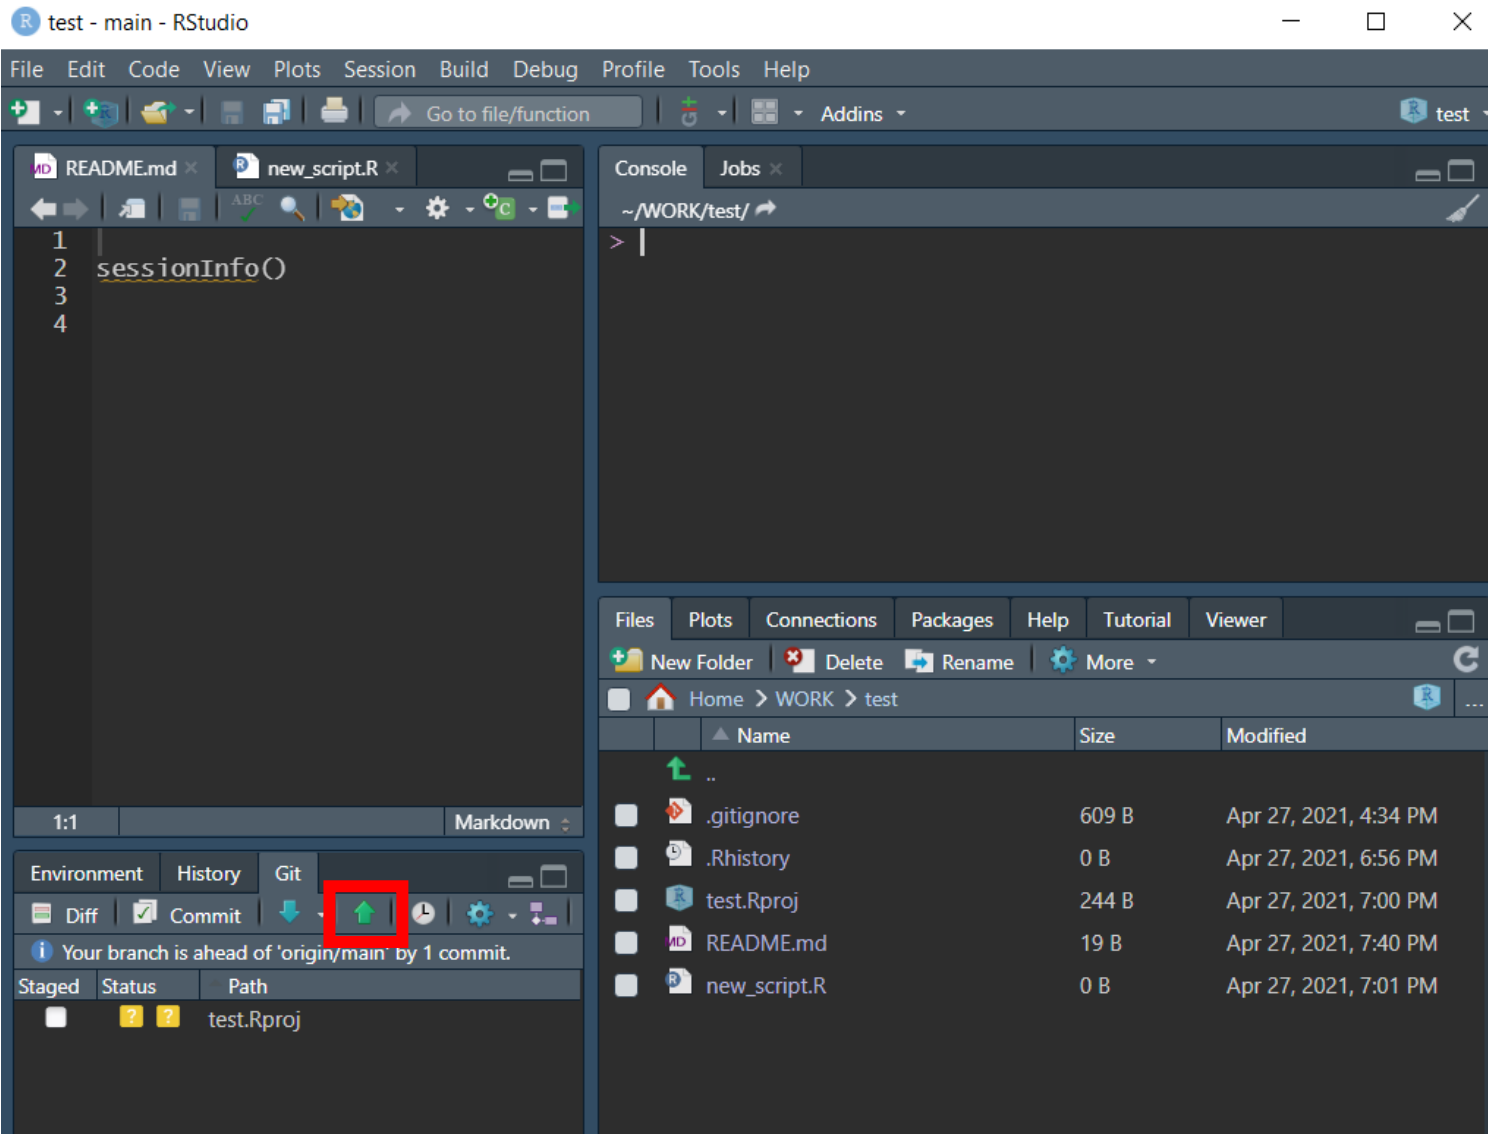 R test - main - RStudio
File Edit Code View Plots Session Build Debug Profile Tools Help
Go to file/function Addins test
MD README.md new_script.R
ABC
1
2 sessionInfo()
3
4
1:1 Markdown
Console Jobs
~/WORK/test/
>
Environment History Git
Diff Commit
Your branch is ahead of 'origin/main' by 1 commit.
Staged Status Path
? ? test.Rproj
Files Plots Connections Packages Help Tutorial Viewer
New Folder Delete Rename More
Home WORK test ...
Name Size Modified
..
.gitignore 609 B Apr 27, 2021, 4:34 PM
.Rhistory 0 B Apr 27, 2021, 6:56 PM
test.Rproj 244 B Apr 27, 2021, 7:00 PM
MD README.md 19 B Apr 27, 2021, 7:40 PM
new_script.R 0 B Apr 27, 2021, 7:01 PM